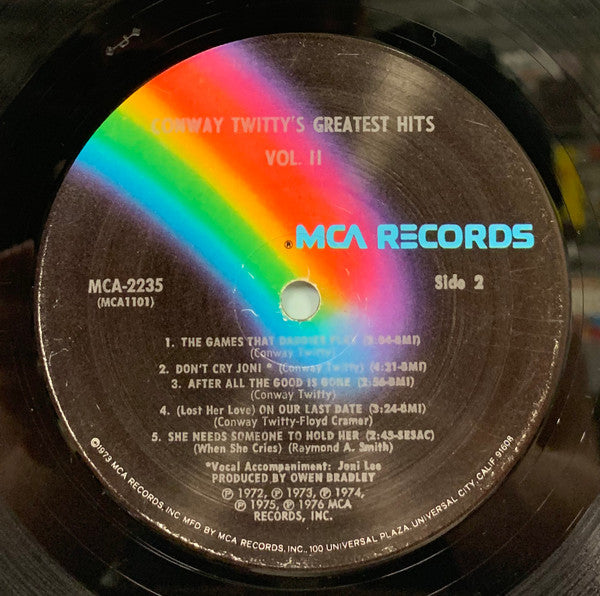 CONWAY TWITTY'S GREATEST HITS
VOL. II
® MCA RECORDS
MCA-2235
(MCA1101)
Side 2
1. THE GAMES THAT DADDIES PLAY (3:04-BMI)
(Conway Twitty)
2. DON'T CRY JONI * (Conway Twitty) (4:21-BMI)
3. AFTER ALL THE GOOD IS GONE (2:56-BMI)
(Conway Twitty)
4. (Lost Her Love) ON OUR LAST DATE (3:24-BMI)
(Conway Twitty-Floyd Cramer)
5. SHE NEEDS SOMEONE TO HOLD HER (2:45-SESAC)
(When She Cries) (Raymond A. Smith)
*Vocal Accompaniment: Joni Lee
PRODUCED BY OWEN BRADLEY
℗ 1972, ℗ 1973, ℗ 1974,
℗ 1975, ℗ 1976 MCA
RECORDS, INC.
©1973 MCA RECORDS, INC. MFD BY MCA RECORDS, INC., 100 UNIVERSAL PLAZA, UNIVERSAL CITY, CALIF. 91608